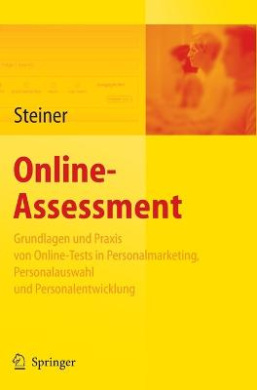 Steiner
Online-
Assessment
Grundlagen und Praxis
von Online-Tests in Personalmarketing,
Personalauswahl
und Personalentwicklung
Springer